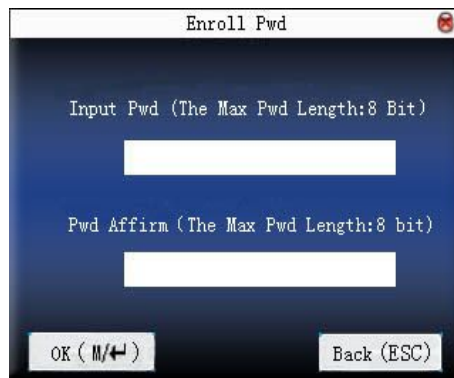 Enroll Pwd
Input Pwd (The Max Pwd Length:8 Bit)
Pwd Affirm (The Max Pwd Length:8 bit)
OK ( M/↵ ) Back (ESC)